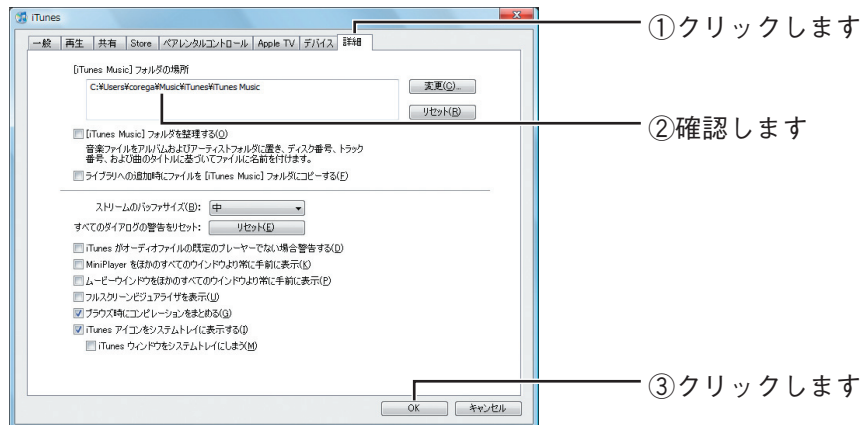 iTunes
一般 再生 共有 Store ペアレンタルコントロール Apple TV デバイス 詳細
①クリックします
[iTunes Music] フォルダの場所
C:¥Users¥corega¥Music¥iTunes¥iTunes Music
変更(C)...
リセット(R)
②確認します
[iTunes Music] フォルダを整理する(O)
音楽ファイルをアルバムおよびアーティストフォルダに置き、ディスク番号、トラック
番号、および曲のタイトルに基づいてファイルに名前を付けます。
ライブラリへの追加時にファイルを [iTunes Music] フォルダにコピーする(F)
ストリームのバッファサイズ(B): 中
すべてのダイアログの警告をリセット: リセット(E)
iTunes がオーディオファイルの既定のプレーヤーでない場合警告する(D)
MiniPlayer をほかのすべてのウインドウより常に手前に表示(K)
ムービーウインドウをほかのすべてのウインドウより常に手前に表示(P)
フルスクリーンビジュアライザを表示(U)
ブラウズ時にコンピレーションをまとめる(G)
iTunes アイコンをシステムトレイに表示する(I)
iTunes ウィンドウをシステムトレイにしまう(M)
③クリックします
OK キャンセル